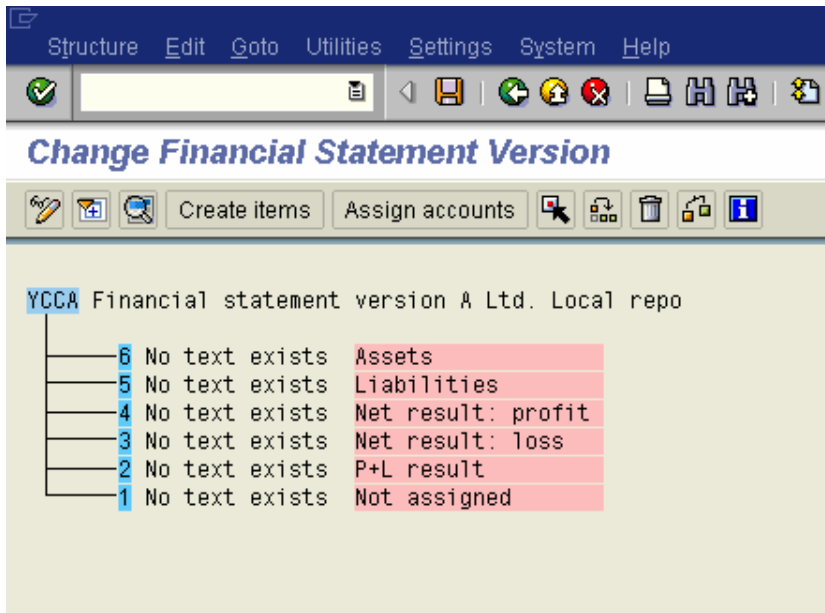 Structure Edit Goto Utilities Settings System Help
Change Financial Statement Version
Create items Assign accounts
YCCA Financial statement version A Ltd. Local repo
6 No text exists Assets
5 No text exists Liabilities
4 No text exists Net result: profit
3 No text exists Net result: loss
2 No text exists P+L result
1 No text exists Not assigned